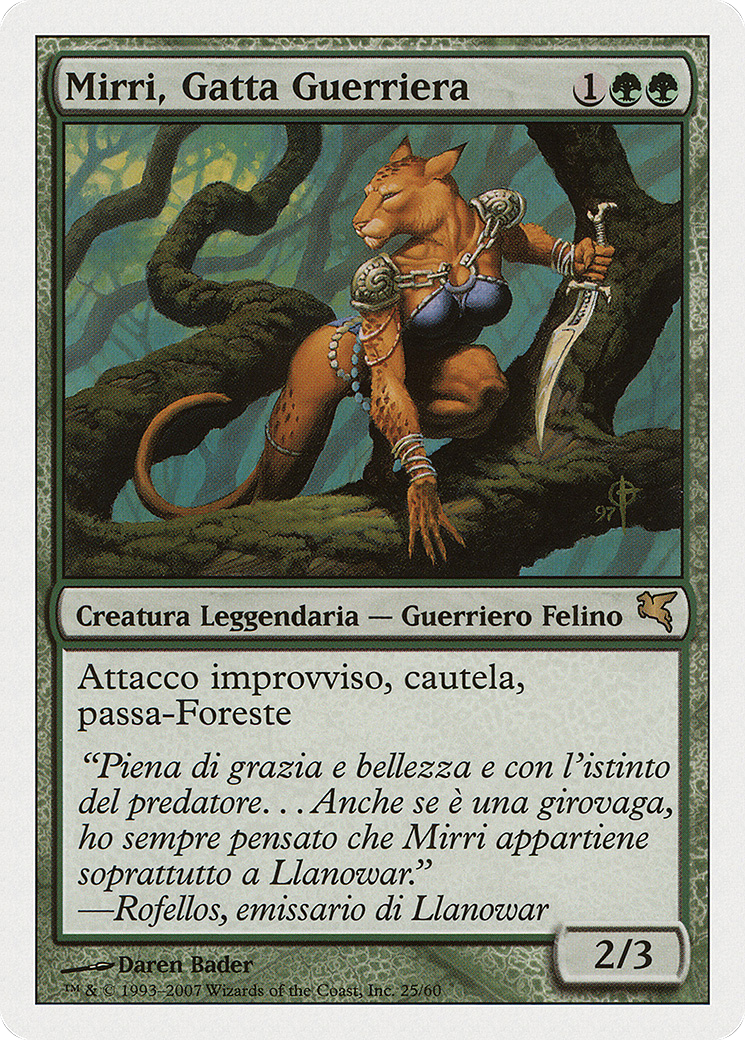 Mirri, Gatta Guerriera 1
97
Creatura Leggendaria — Guerriero Felino
Attacco improvviso, cautela,
passa-Foreste
“Piena di grazia e bellezza e con l’istinto
del predatore. . . Anche se è una girovaga,
ho sempre pensato che Mirri appartiene
soprattutto a Llanowar.”
—Rofellos, emissario di Llanowar
2/3
Daren Bader
™ & © 1993–2007 Wizards of the Coast, Inc. 25/60